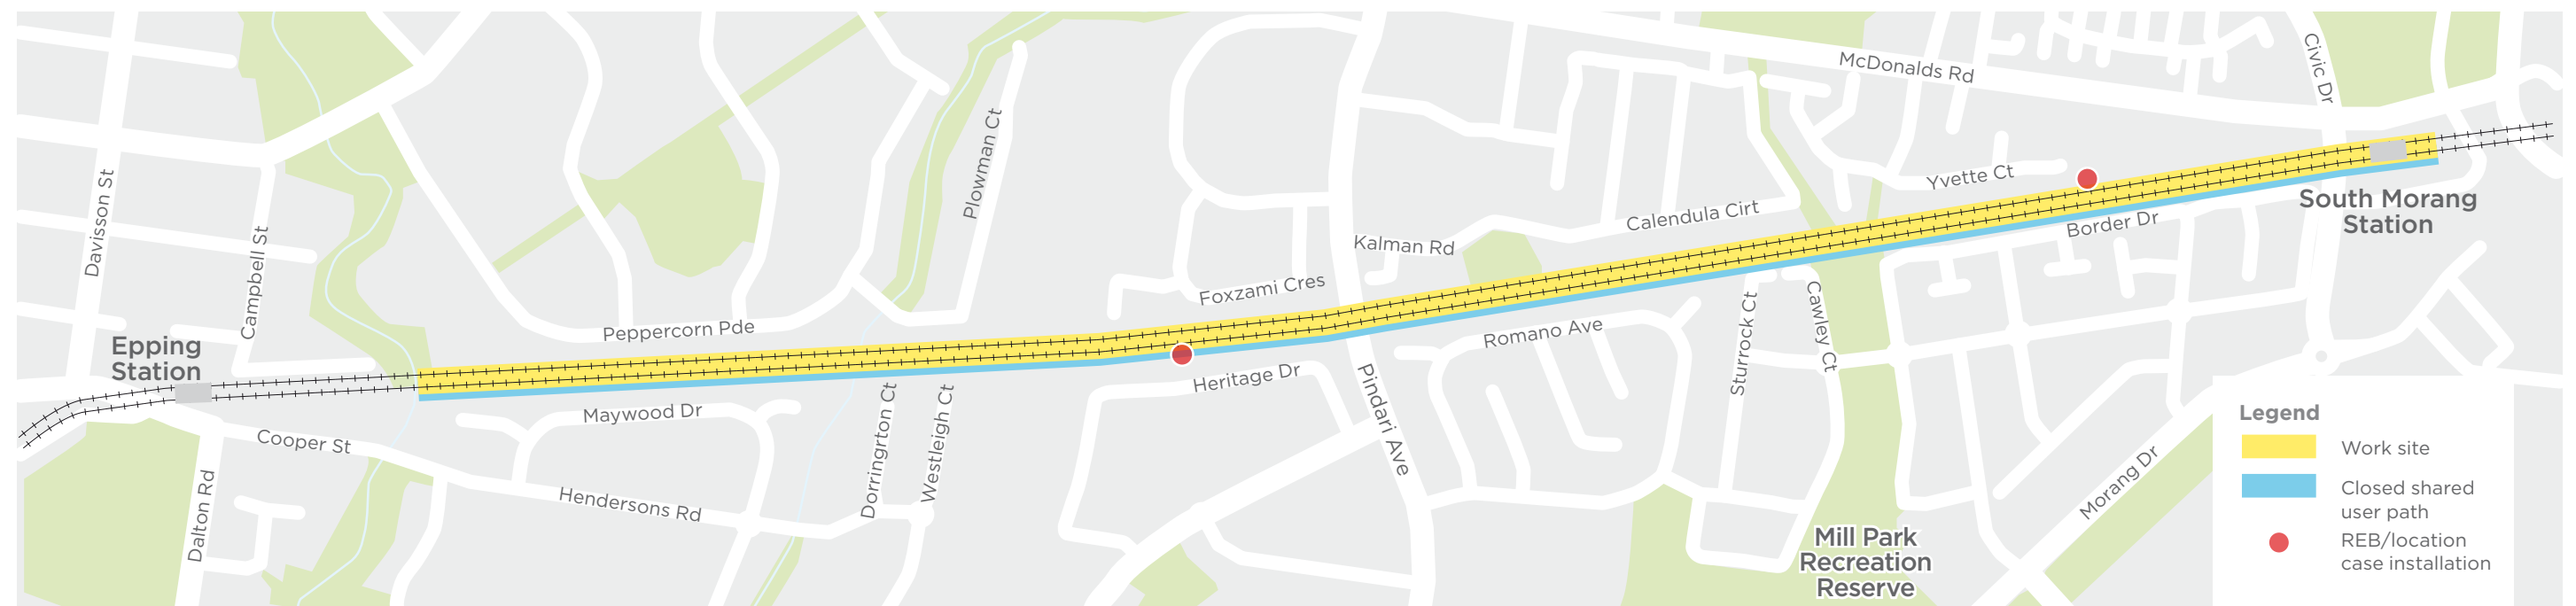 McDonalds Rd
Civic Dr
Plowman Ct
Davisson St
Campbell St
Yvette Ct
South Morang
Station
Calendula Cirt
Border Dr
Kalman Rd
Foxzami Cres
Peppercorn Pde
Romano Ave
Sturrock Ct
Cawley Ct
Epping
Station
Heritage Dr
Pindari Ave
Maywood Dr
Dorrington Ct
Westleigh Ct
Cooper St
Dalton Rd
Hendersons Rd
Morang Dr
Mill Park
Recreation
Reserve
Legend
Work site
Closed shared
user path
REB/location
case installation